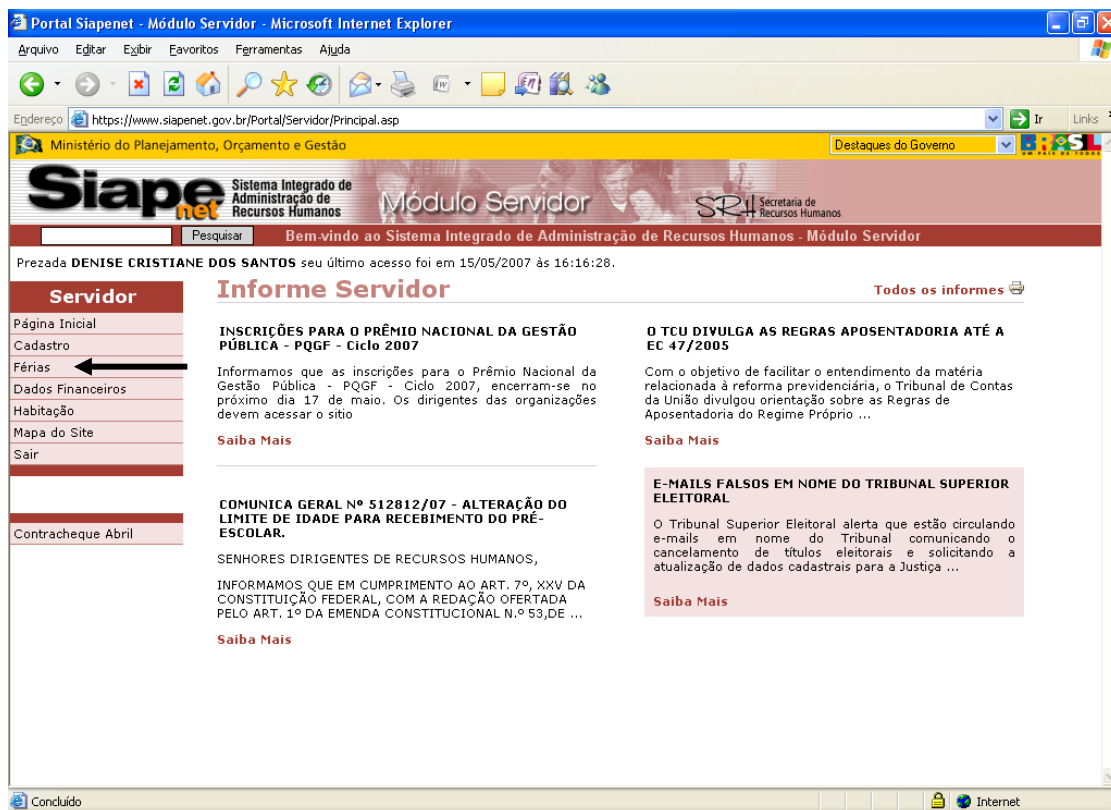 Portal Siapenet - Módulo Servidor - Microsoft Internet Explorer
Arquivo Editar Exibir Favoritos Ferramentas Ajuda
Endereço https://www.siapenet.gov.br/Portal/Servidor/Principal.asp Ir Links
Ministério do Planejamento, Orçamento e Gestão Destaques do Governo BRASIL
UM PAÍS DE TODOS
Siape net Sistema Integrado de
Administração de
Recursos Humanos
Módulo Servidor
SRH Secretaria de
Recursos Humanos
Pesquisar Bem-vindo ao Sistema Integrado de Administração de Recursos Humanos - Módulo Servidor
Prezada DENISE CRISTIANE DOS SANTOS seu último acesso foi em 15/05/2007 às 16:16:28.
Servidor
Página Inicial
Cadastro
Férias
Dados Financeiros
Habitação
Mapa do Site
Sair
Contracheque Abril
Informe Servidor
Todos os informes
INSCRIÇÕES PARA O PRÊMIO NACIONAL DA GESTÃO
PÚBLICA - PQGF - Ciclo 2007
Informamos que as inscrições para o Prêmio Nacional da
Gestão Pública - PQGF - Ciclo 2007, encerram-se no
próximo dia 17 de maio. Os dirigentes das organizações
devem acessar o sitio
Saiba Mais
O TCU DIVULGA AS REGRAS APOSENTADORIA ATÉ A
EC 47/2005
Com o objetivo de facilitar o entendimento da matéria
relacionada à reforma previdenciária, o Tribunal de Contas
da União divulgou orientação sobre as Regras de
Aposentadoria do Regime Próprio ...
Saiba Mais
COMUNICA GERAL Nº 512812/07 - ALTERAÇÃO DO
LIMITE DE IDADE PARA RECEBIMENTO DO PRÉ-
ESCOLAR.
SENHORES DIRIGENTES DE RECURSOS HUMANOS,
INFORMAMOS QUE EM CUMPRIMENTO AO ART. 7º, XXV DA
CONSTITUIÇÃO FEDERAL, COM A REDAÇÃO OFERTADA
PELO ART. 1º DA EMENDA CONSTITUCIONAL N.º 53,DE ...
Saiba Mais
E-MAILS FALSOS EM NOME DO TRIBUNAL SUPERIOR
ELEITORAL
O Tribunal Superior Eleitoral alerta que estão circulando
e-mails em nome do Tribunal comunicando o
cancelamento de títulos eleitorais e solicitando a
atualização de dados cadastrais para a Justiça ...
Saiba Mais
Concluído Internet